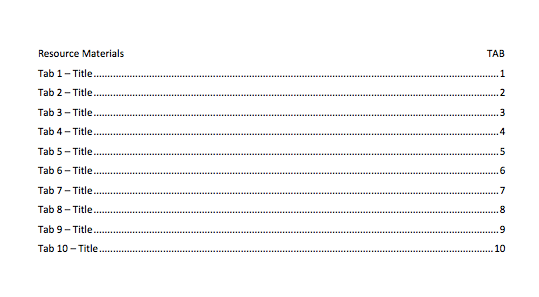 Resource Materials TAB
Tab 1 – Title........................................................................................................................................................1
Tab 2 – Title........................................................................................................................................................2
Tab 3 – Title........................................................................................................................................................3
Tab 4 – Title........................................................................................................................................................4
Tab 5 – Title........................................................................................................................................................5
Tab 6 – Title........................................................................................................................................................6
Tab 7 – Title........................................................................................................................................................7
Tab 8 – Title........................................................................................................................................................8
Tab 9 – Title........................................................................................................................................................9
Tab 10 – Title.....................................................................................................................................................10